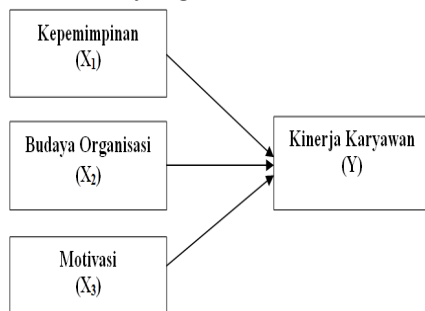 Kepemimpinan
(X₁)
Budaya Organisasi
(X₂)
Motivasi
(X₃)
Kinerja Karyawan
(Y)